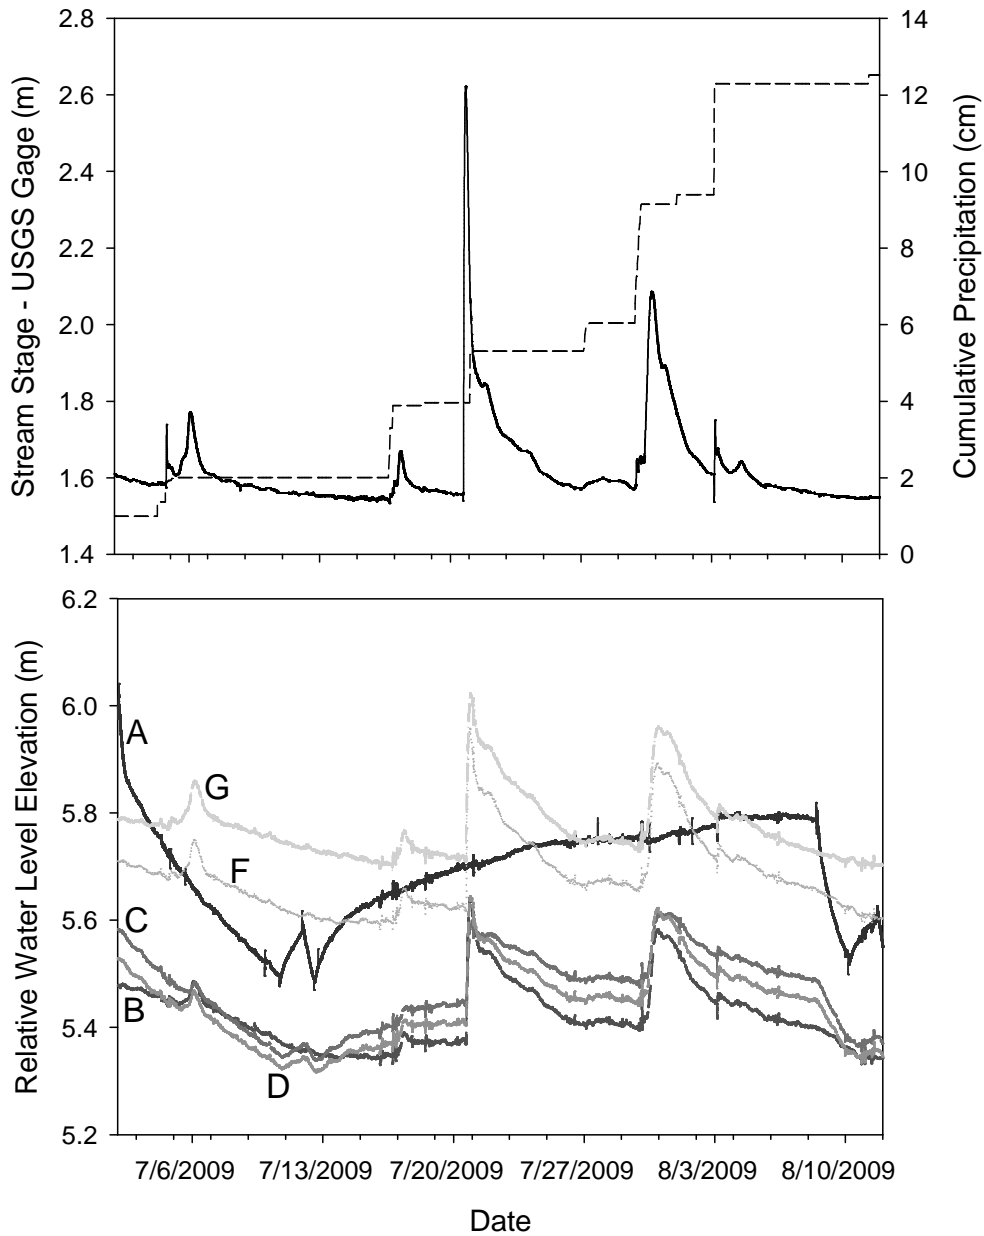 Stream Stage - USGS Gage (m)
2.8
2.6
2.4
2.2
2.0
1.8
1.6
1.4
14
12
10
8
6
4
2
0
Cumulative Precipitation (cm)
Relative Water Level Elevation (m)
6.2
6.0
5.8
5.6
5.4
5.2
A
G
F
C
B
D
7/6/2009 7/13/2009 7/20/2009 7/27/2009 8/3/2009 8/10/2009
Date